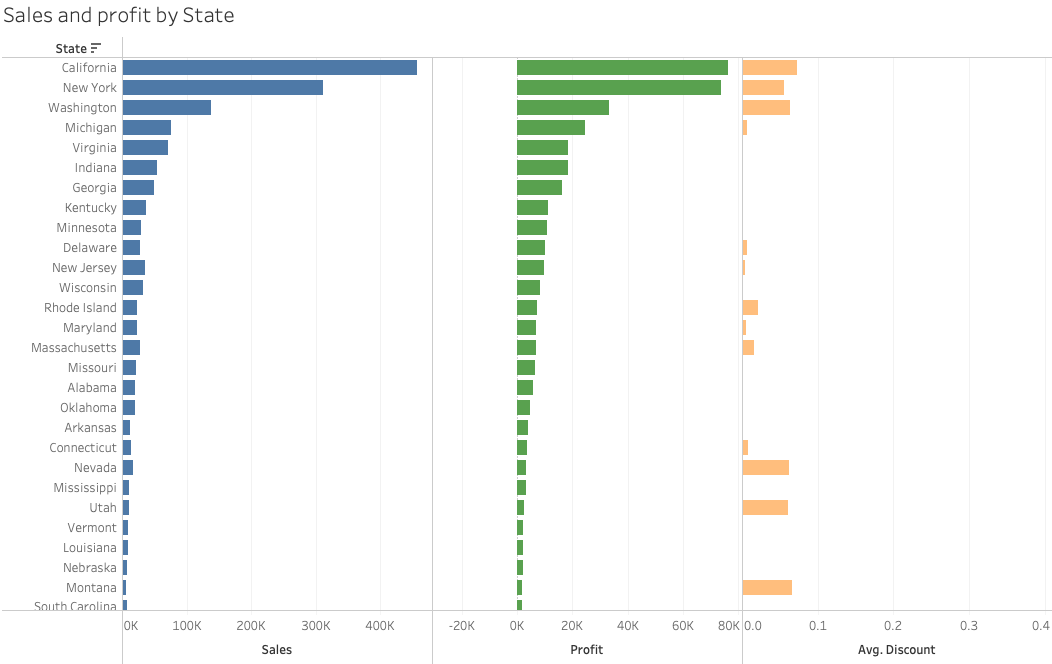 Sales and profit by State
State
California
New York
Washington
Michigan
Virginia
Indiana
Georgia
Kentucky
Minnesota
Delaware
New Jersey
Wisconsin
Rhode Island
Maryland
Massachusetts
Missouri
Alabama
Oklahoma
Arkansas
Connecticut
Nevada
Mississippi
Utah
Vermont
Louisiana
Nebraska
Montana
South Carolina
0K 100K 200K 300K 400K -20K 0K 20K 40K 60K 80K 0.0 0.1 0.2 0.3 0.4
Sales Profit Avg. Discount